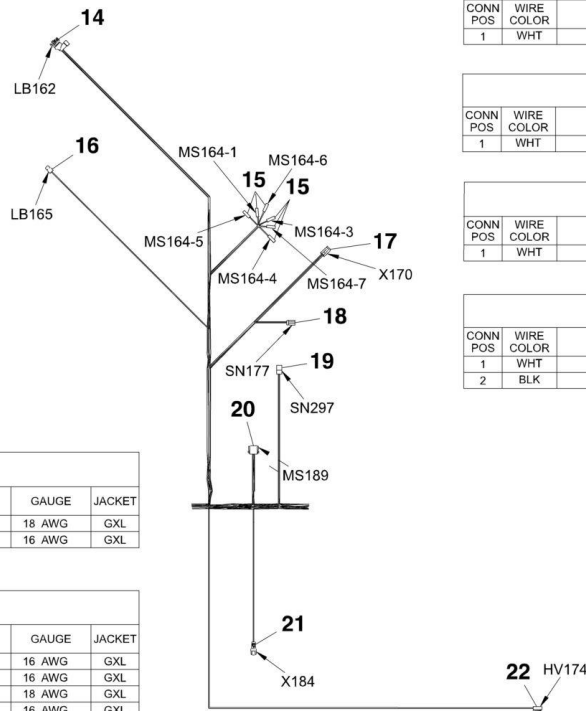 14
LB162
16
LB165
MS164-1
MS164-6
15
15
MS164-5
MS164-3
MS164-4
MS164-7
17
X170
18
SN177
19
SN297
20
MS189
21
X184
22
HV174
CONN POS WIRE COLOR
1 WHT
CONN POS WIRE COLOR
1 WHT
CONN POS WIRE COLOR
1 WHT
CONN POS WIRE COLOR
1 WHT
2 BLK
GAUGE JACKET
18 AWG GXL
16 AWG GXL
GAUGE JACKET
16 AWG GXL
16 AWG GXL
18 AWG GXL
16 AWG GXL